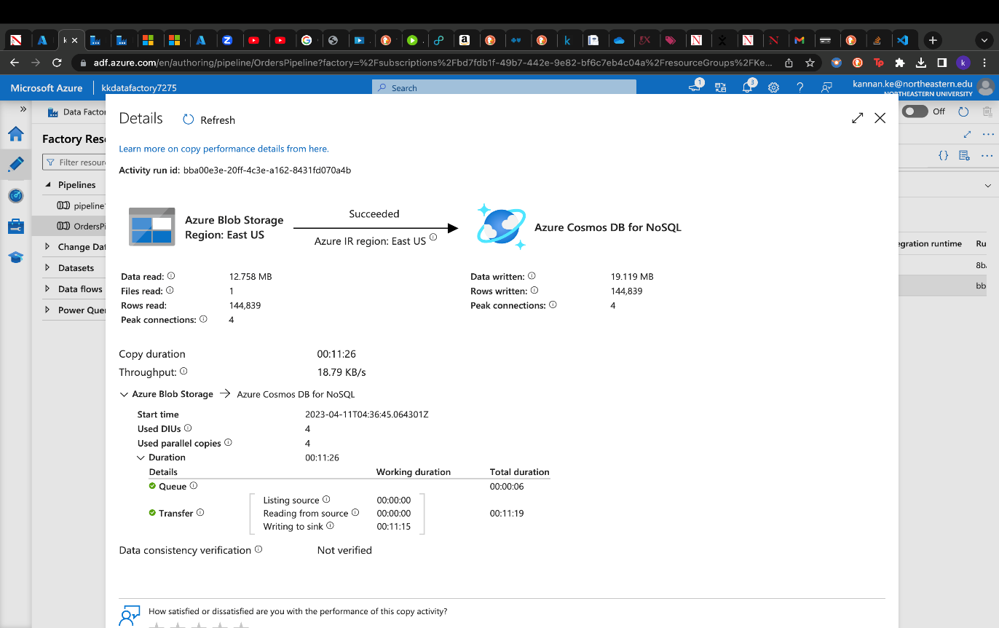 adf.azure.com/en/authoring/pipeline/OrdersPipeline?factory=%2Fsubscriptions%2Fbd7fdb1f-49b7-442e-9e82-bf6c7eb4c04a%2FresourceGroups%2FKe...
Microsoft Azure
kkdatafactory7275
Search
1
3
kannan.ke@northeastern.edu
NORTHEASTERN UNIVERSITY
Data Factor
Off
Factory Res
Filter resour
Pipelines
pipeline1
OrdersPi
Change Dat
Datasets
Data flows
Power Que
Details
Refresh
Learn more on copy performance details from here.
Activity run id: bba00e3e-20ff-4c3e-a162-8431fd070a4b
Azure Blob Storage
Region: East US
Succeeded
Azure IR region: East US
Azure Cosmos DB for NoSQL
Data read: 12.758 MB
Files read: 1
Rows read: 144,839
Peak connections: 4
Data written: 19.119 MB
Rows written: 144,839
Peak connections: 4
egration runtime Ru
8b
bb
Copy duration 00:11:26
Throughput: 18.79 KB/s
Azure Blob Storage → Azure Cosmos DB for NoSQL
Start time 2023-04-11T04:36:45.064301Z
Used DIUs 4
Used parallel copies 4
Duration 00:11:26
Details Working duration Total duration
Queue 00:00:06
Listing source 00:00:00
Transfer Reading from source 00:00:00 00:11:19
Writing to sink 00:11:15
Data consistency verification Not verified
How satisfied or dissatisfied are you with the performance of this copy activity?